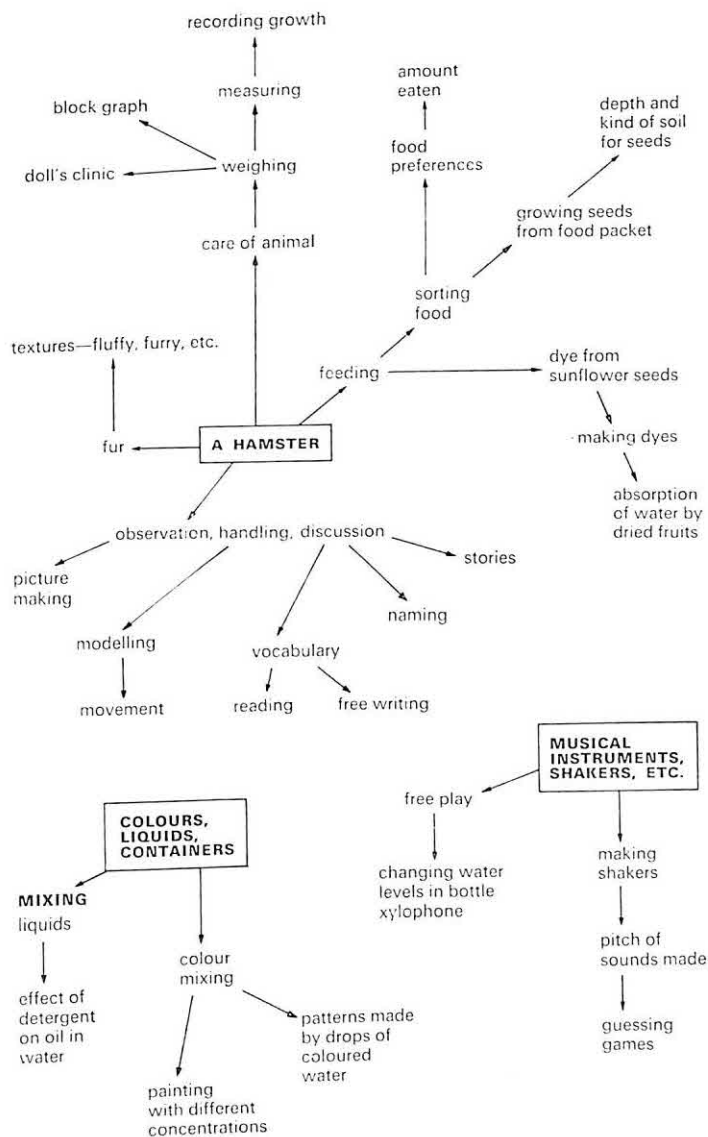 recording growth
measuring
block graph
doll's clinic
weighing
care of animal
amount
eaten
food
preferences
depth and
kind of soil
for seeds
growing seeds
from food packet
sorting
food
textures—fluffy, furry, etc.
feeding
dye from
sunflower seeds
fur
A HAMSTER
making dyes
absorption
of water by
dried fruits
observation, handling, discussion
stories
picture
making
naming
modelling
vocabulary
movement
reading
free writing
MUSICAL
INSTRUMENTS,
SHAKERS, ETC.
free play
COLOURS,
LIQUIDS,
CONTAINERS
changing water
levels in bottle
xylophone
making
shakers
MIXING
liquids
pitch of
sounds made
colour
mixing
effect of
detergent
on oil in
water
patterns made
by drops of
coloured
water
guessing
games
painting
with different
concentrations